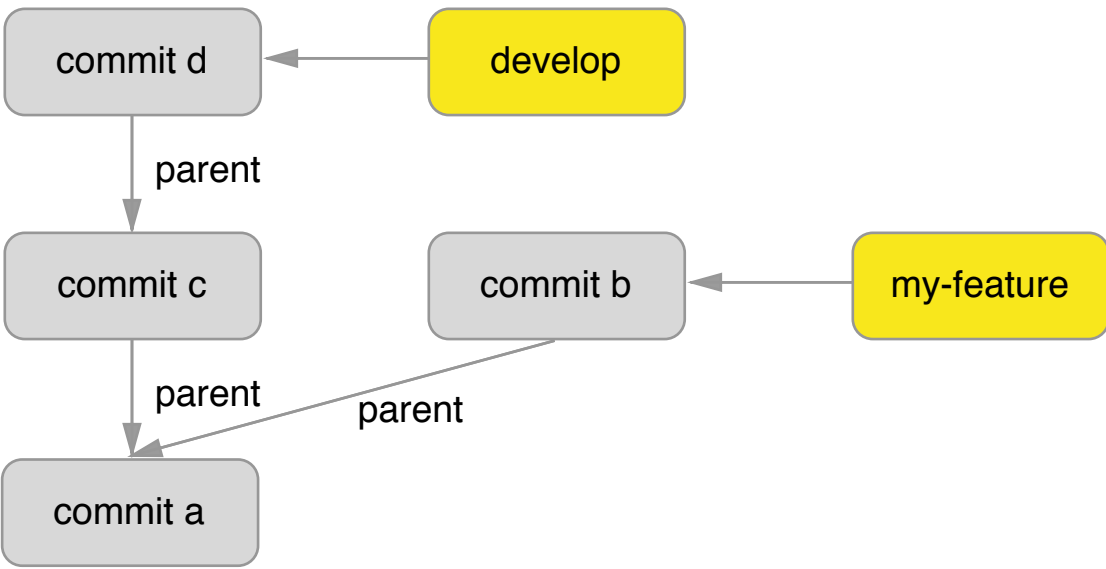 commit d
develop
parent
commit c
commit b
my-feature
parent
parent
commit a